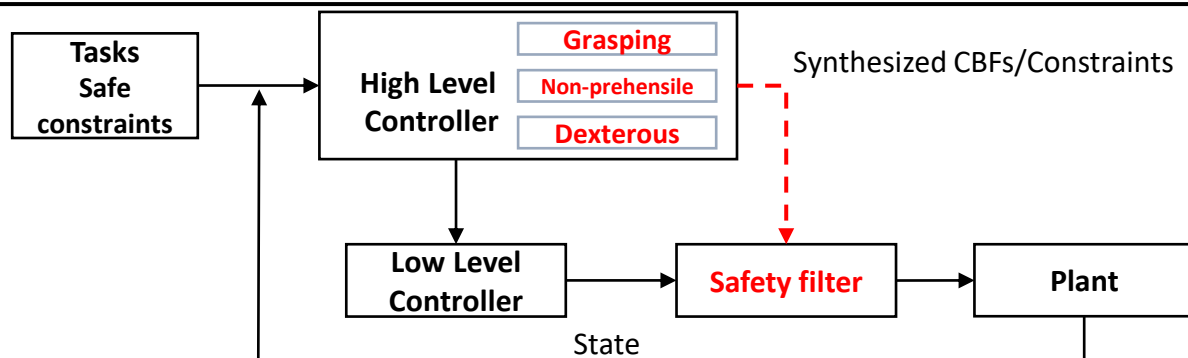 Tasks
Safe
constraints
High Level
Controller
Grasping
Non-prehensile
Dexterous
Synthesized CBFs/Constraints
Low Level
Controller
Safety filter
Plant
State